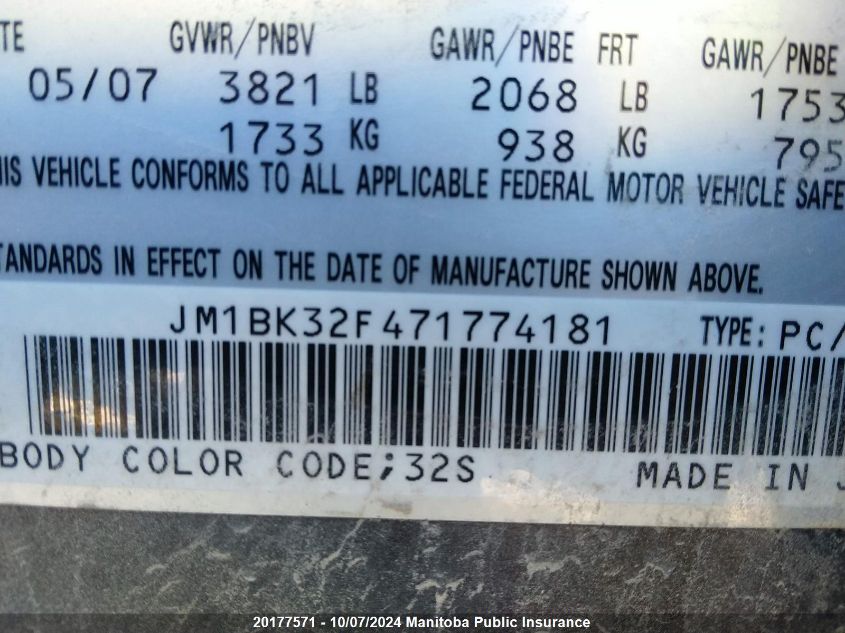 TE GVWR/PNBV GAWR/PNBE FRT GAWR/PNBE
05/07 3821 LB 2068 LB 1753
1733 KG 938 KG 795
HIS VEHICLE CONFORMS TO ALL APPLICABLE FEDERAL MOTOR VEHICLE SAFE
TANDARDS IN EFFECT ON THE DATE OF MANUFACTURE SHOWN ABOVE.
JM1BK32F471774181 TYPE: PC/
BODY COLOR CODE;32S MADE IN J
20177571 - 10/07/2024 Manitoba Public Insurance